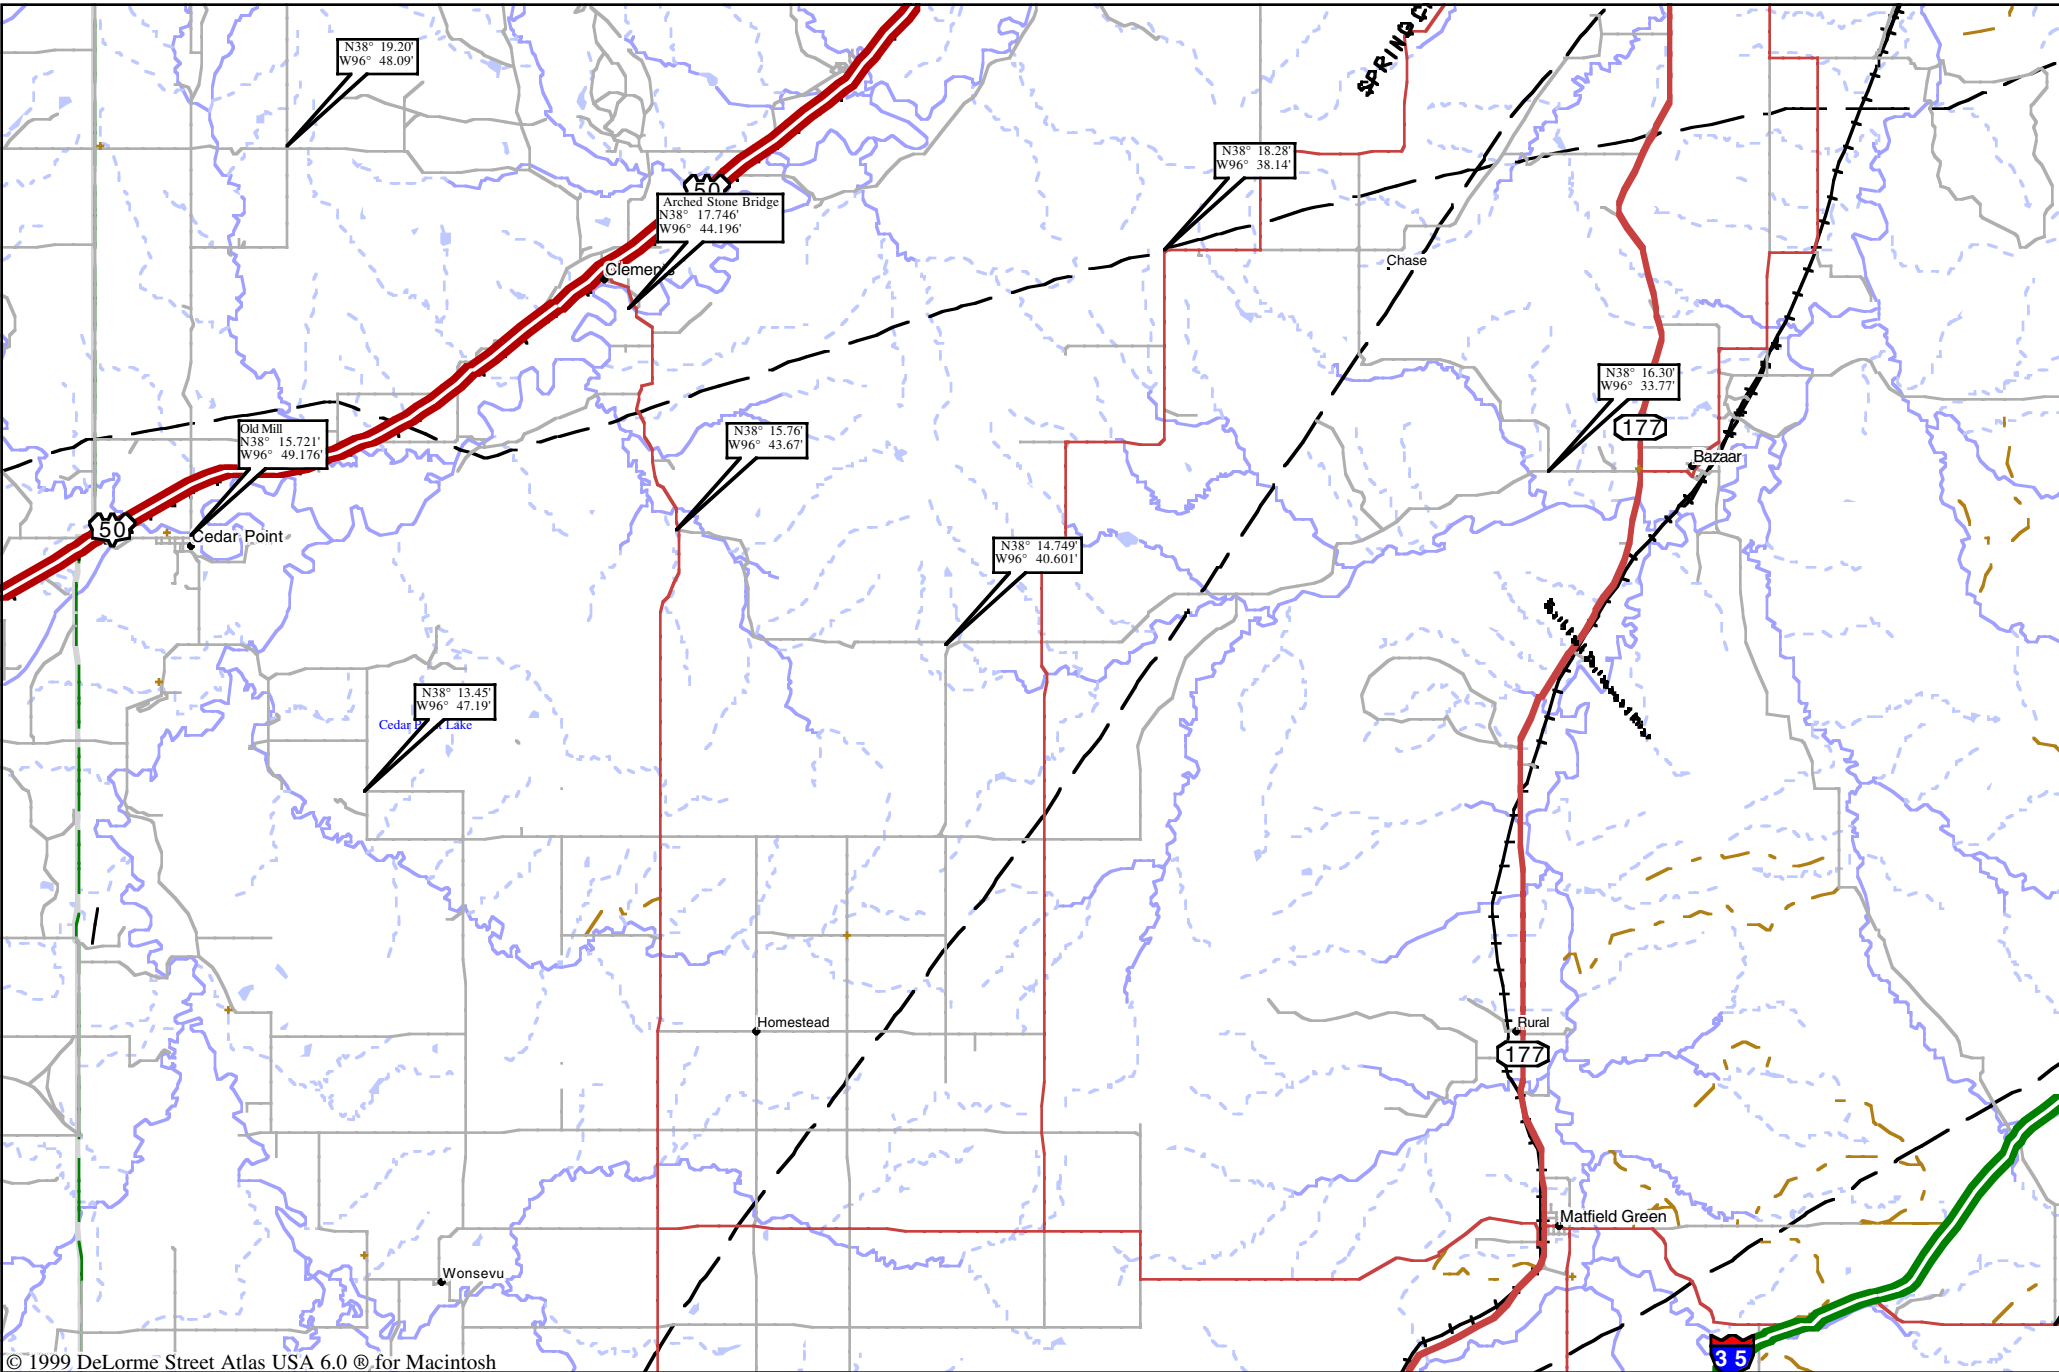 N38° 19.20'
W96° 48.09'
SPRING
50
Arched Stone Bridge
N38° 17.746'
W96° 44.196'
N38° 18.28'
W96° 38.14'
Chase
N38° 16.30'
W96° 33.77'
177
Bazaar
Old Mill
N38° 15.721'
W96° 49.176'
N38° 15.76'
W96° 43.67'
50
Cedar Point
N38° 14.749'
W96° 40.601'
N38° 13.45'
W96° 47.19'
Cedar Lake
Homestead
Rural
177
Matfield Green
Wonsevu
35
© 1999 DeLorme Street Atlas USA 6.0 ® for Macintosh